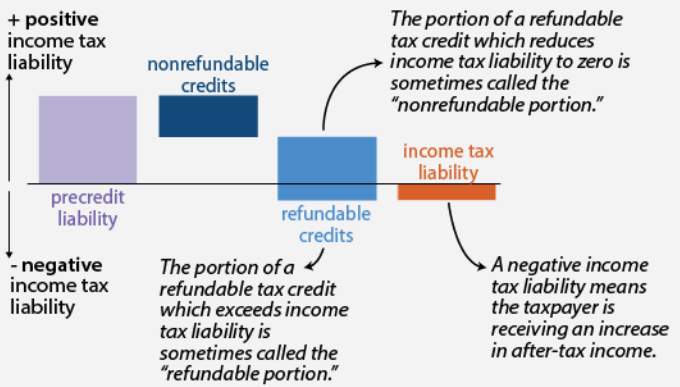 + positive
income tax
liability
nonrefundable
credits
The portion of a refundable
tax credit which reduces
income tax liability to zero is
sometimes called the
“nonrefundable portion.”
income tax
liability
precredit
liability
refundable
credits
- negative
income tax
liability
The portion of a
refundable tax credit
which exceeds income
tax liability is
sometimes called the
“refundable portion.”
A negative income
tax liability means
the taxpayer is
receiving an increase
in after-tax income.